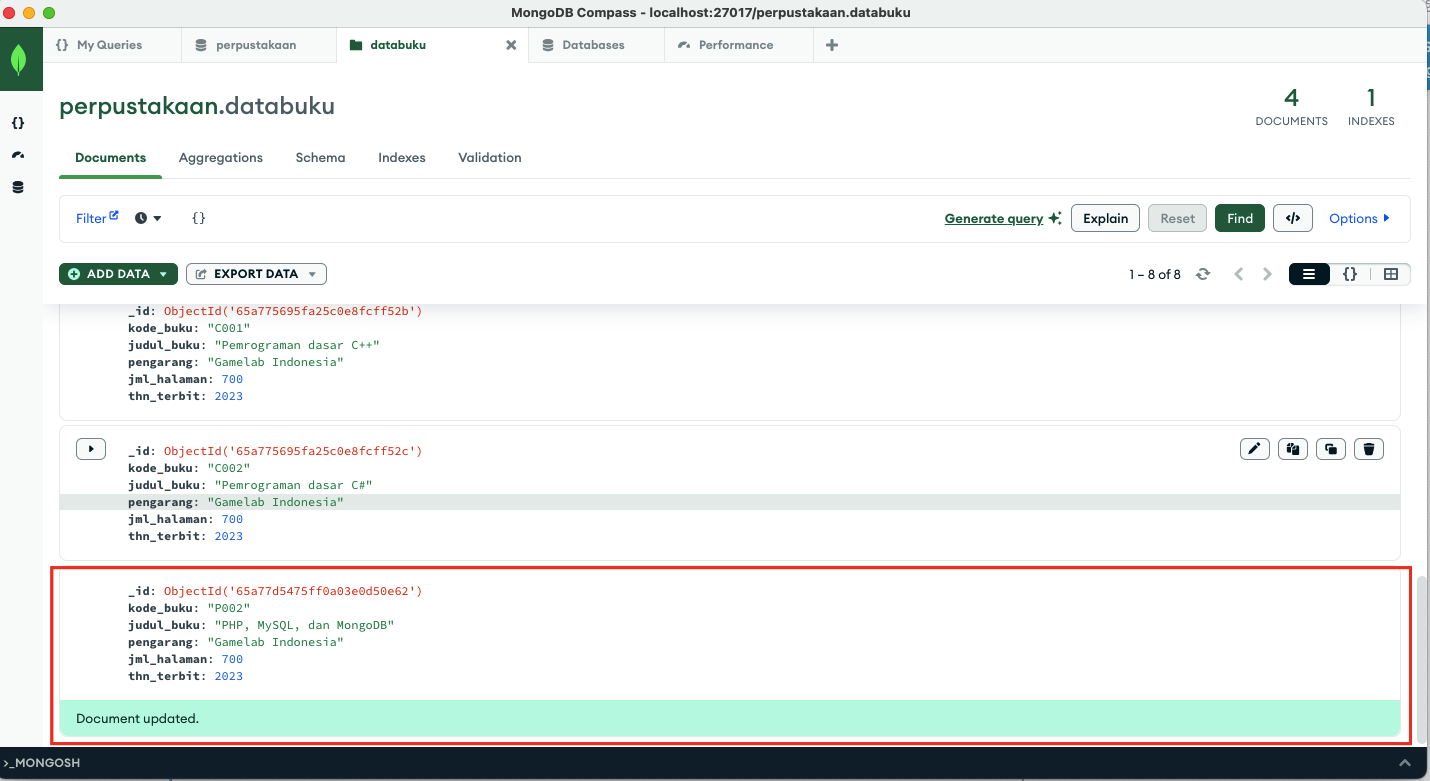 MongoDB Compass - localhost:27017/perpustakaan.databuku
{} My Queries
perpustakaan
databuku
Databases
Performance
perpustakaan.databuku
4
DOCUMENTS
1
INDEXES
Documents
Aggregations
Schema
Indexes
Validation
Filter
{}
Generate query
Explain
Reset
Find
</>
Options
ADD DATA
EXPORT DATA
1 – 8 of 8
{}
_id: ObjectId('65a775695fa25c0e8fcff52b')
kode_buku: "C001"
judul_buku: "Pemrograman dasar C++"
pengarang: "Gamelab Indonesia"
jml_halaman: 700
thn_terbit: 2023
_id: ObjectId('65a775695fa25c0e8fcff52c')
kode_buku: "C002"
judul_buku: "Pemrograman dasar C#"
pengarang: "Gamelab Indonesia"
jml_halaman: 700
thn_terbit: 2023
_id: ObjectId('65a77d5475ff0a03e0d50e62')
kode_buku: "P002"
judul_buku: "PHP, MySQL, dan MongoDB"
pengarang: "Gamelab Indonesia"
jml_halaman: 700
thn_terbit: 2023
Document updated.
>_MONGOSH